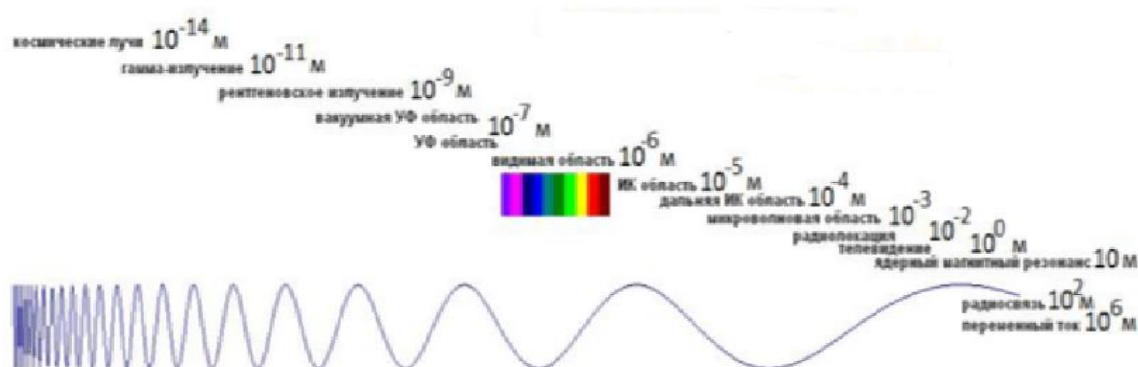 космические лучи 10⁻¹⁴ м
гамма-излучение 10⁻¹¹ м
рентгеновское излучение 10⁻⁹ м
вакуумная УФ область
УФ область 10⁻⁷ м
видимая область 10⁻⁶ м
ИК область 10⁻⁵ м
дальняя ИК область 10⁻⁴ м
микроволновая область 10⁻³
радиолокация 10⁻² м
телевидение 10⁰ м
ядерный магнитный резонанс 10 м
радиосвязь 10² м
переменный ток 10⁶ м